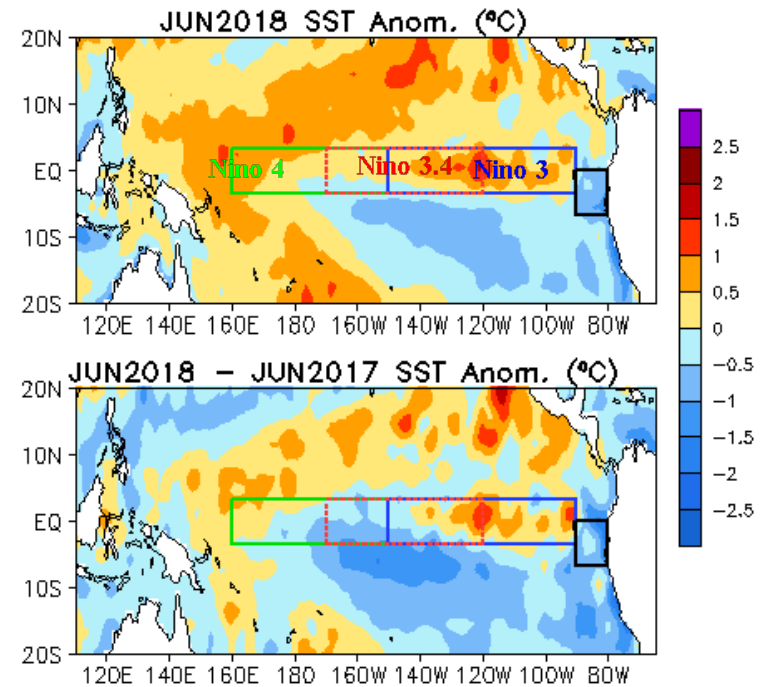 JUN2018 SST Anom. (ºC)
20N
10N
EQ
10S
20S
Nino 4 Nino 3.4 Nino 3
120E 140E 160E 180 160W 140W 120W 100W 80W
2.5
2
1.5
1
0.5
0
-0.5
-1
-1.5
-2
-2.5
JUN2018 - JUN2017 SST Anom. (ºC)
20N
10N
EQ
10S
20S
120E 140E 160E 180 160W 140W 120W 100W 80W